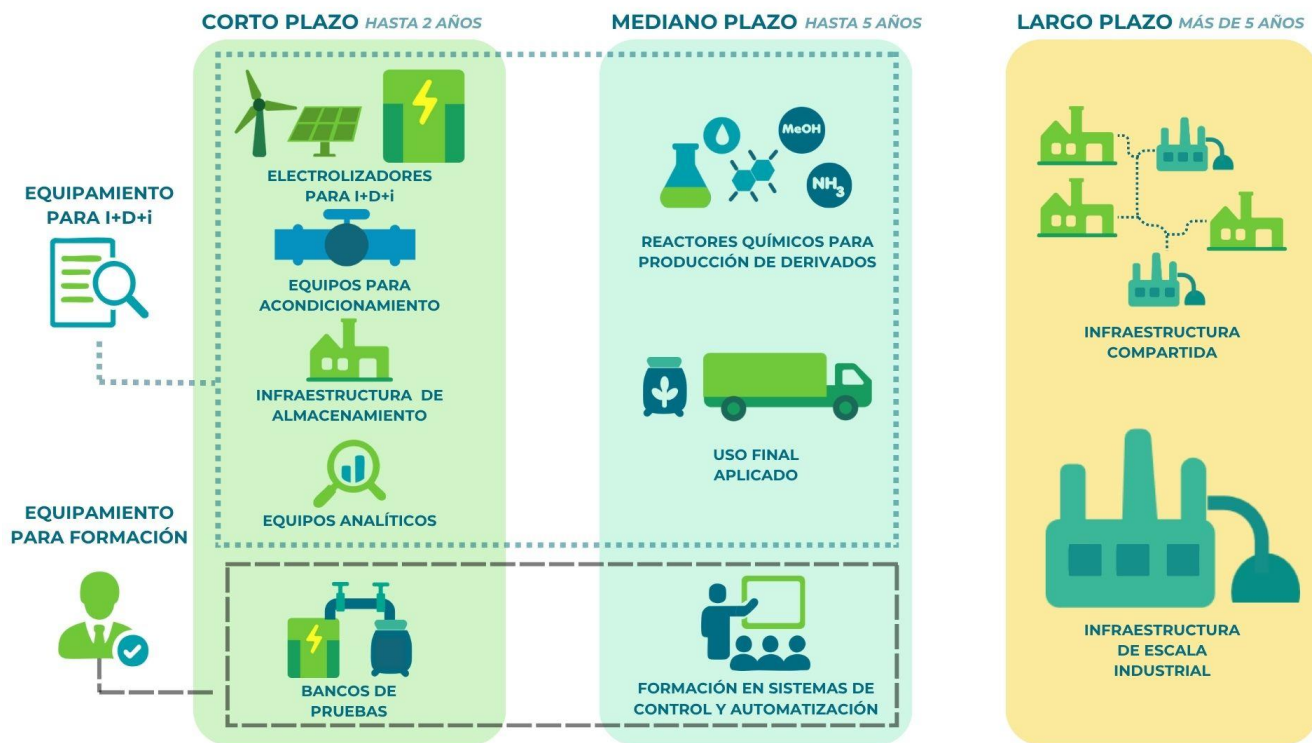 CORTO PLAZO HASTA 2 AÑOS
MEDIANO PLAZO HASTA 5 AÑOS
LARGO PLAZO MÁS DE 5 AÑOS
EQUIPAMIENTO
PARA I+D+i
EQUIPAMIENTO
PARA FORMACIÓN
ELECTROLIZADORES
PARA I+D+i
EQUIPOS PARA
ACONDICIONAMIENTO
INFRAESTRUCTURA DE
ALMACENAMIENTO
EQUIPOS ANALÍTICOS
BANCOS DE
PRUEBAS
MeOH
NH3
REACTORES QUÍMICOS PARA
PRODUCCIÓN DE DERIVADOS
USO FINAL
APLICADO
FORMACIÓN EN SISTEMAS DE
CONTROL Y AUTOMATIZACIÓN
INFRAESTRUCTURA
COMPARTIDA
INFRAESTRUCTURA
DE ESCALA
INDUSTRIAL